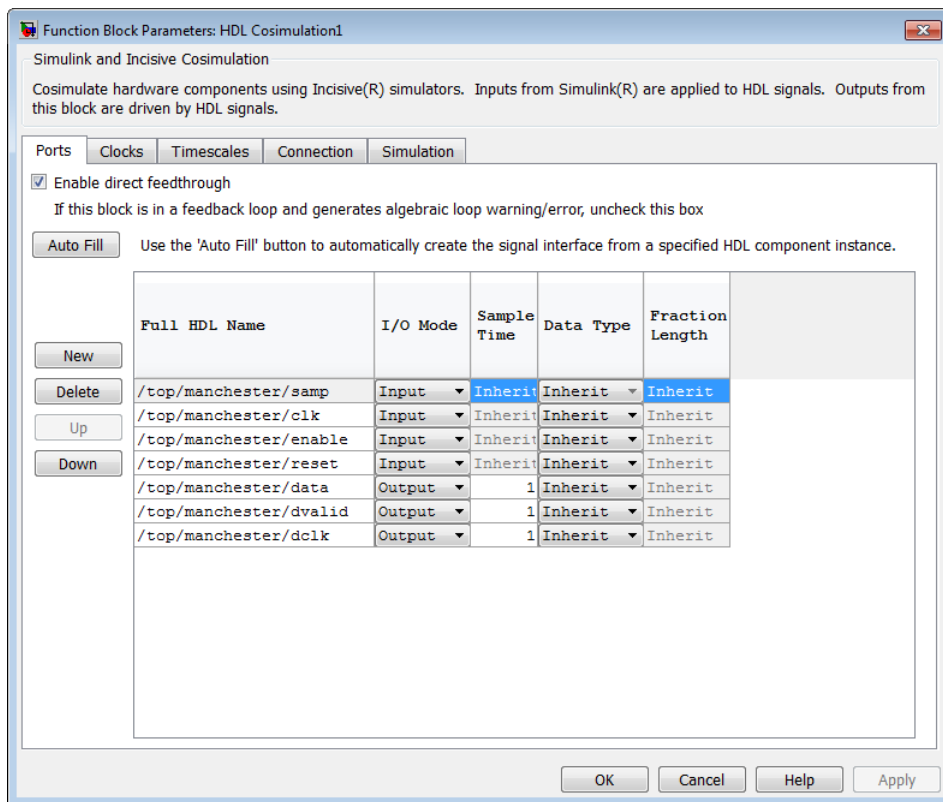 Function Block Parameters: HDL Cosimulation1
Simulink and Incisive Cosimulation
Cosimulate hardware components using Incisive(R) simulators. Inputs from Simulink(R) are applied to HDL signals. Outputs from
this block are driven by HDL signals.
Ports Clocks Timescales Connection Simulation
Enable direct feedthrough
If this block is in a feedback loop and generates algebraic loop warning/error, uncheck this box
Auto Fill Use the 'Auto Fill' button to automatically create the signal interface from a specified HDL component instance.
Full HDL Name I/O Mode Sample Time Data Type Fraction Length
New
Delete /top/manchester/samp Input Inherit Inherit Inherit
/top/manchester/clk Input Inherit Inherit Inherit
Up /top/manchester/enable Input Inherit Inherit Inherit
Down /top/manchester/reset Input Inherit Inherit Inherit
/top/manchester/data Output 1 Inherit Inherit
/top/manchester/dvalid Output 1 Inherit Inherit
/top/manchester/dclk Output 1 Inherit Inherit
OK Cancel Help Apply